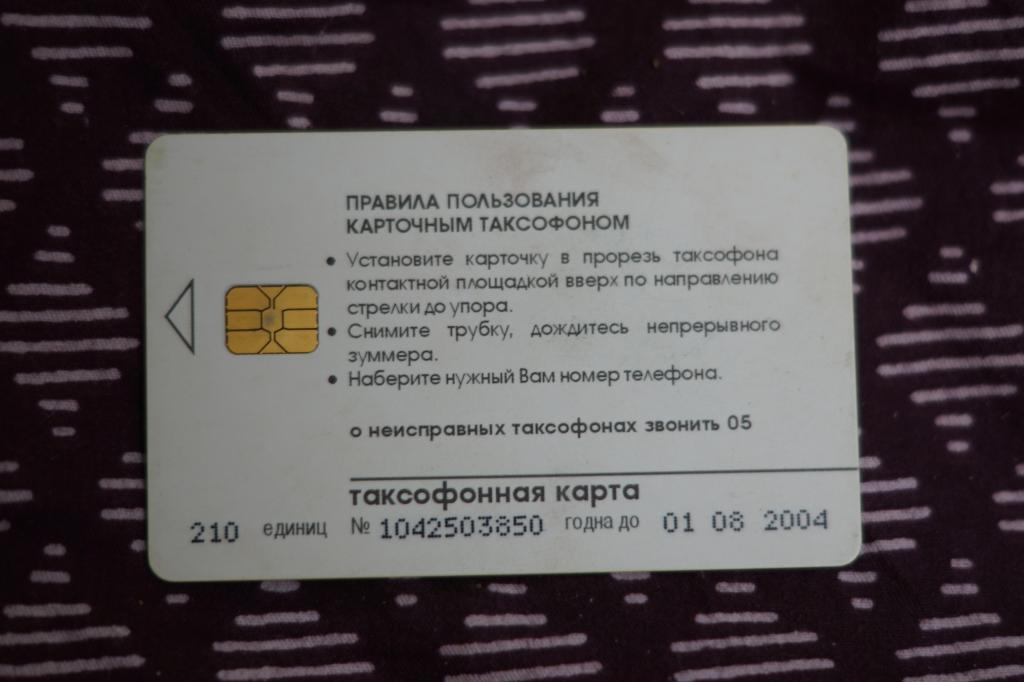 ПРАВИЛА ПОЛЬЗОВАНИЯ
КАРТОЧНЫМ ТАКСОФОНОМ
• Установите карточку в прорезь таксофона
контактной площадкой вверх по направлению
стрелки до упора.
• Снимите трубку, дождитесь непрерывного
зуммера.
• Наберите нужный Вам номер телефона.
о неисправных таксофонах звонить 05
таксофонная карта
210 единиц № 1042503850 годна до 01 08 2004